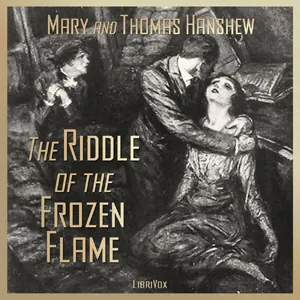 MARY AND THOMAS HANSHEW
THE RIDDLE
OF THE
FROZEN
FLAME
LIBRIVOX